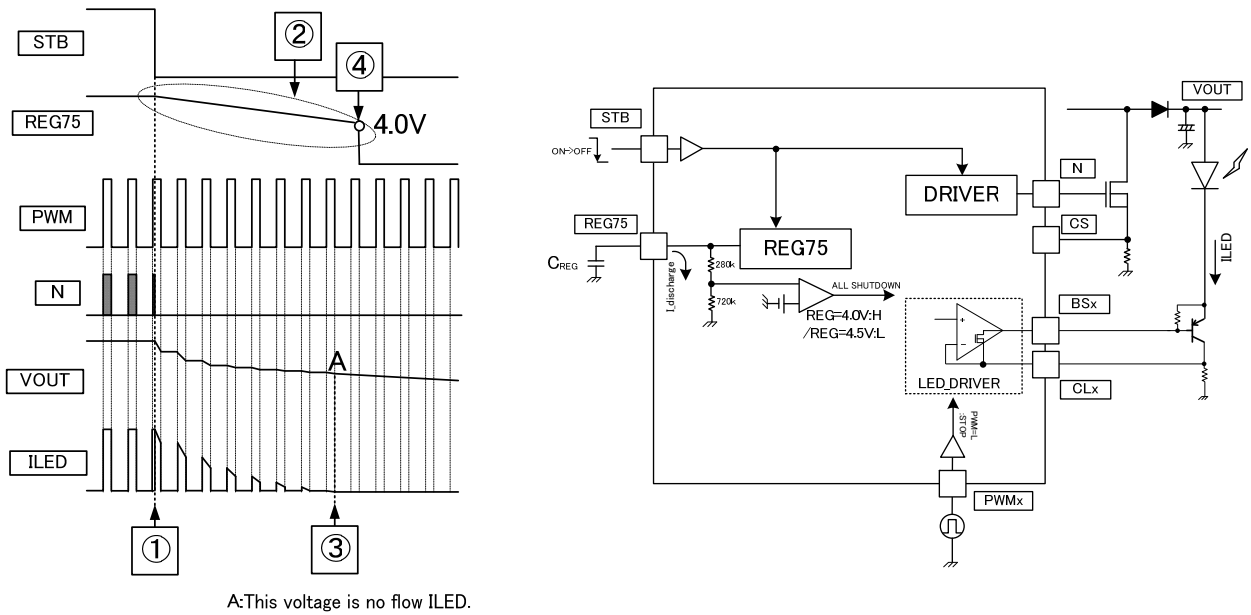 STB
②
④
REG75
4.0V
PWM
N
VOUT
A
ILED
①
③
A:This voltage is no flow ILED.
VOUT
STB
ON->OFF
N
DRIVER
CS
REG75
REG75
CREG
I_discharge
280k
720k
ALL SHUTDOWN
REG=4.0V:H
/REG=4.5V:L
ILED
BSx
+
-
LED_DRIVER
CLx
PWM=L
:STOP
PWMx